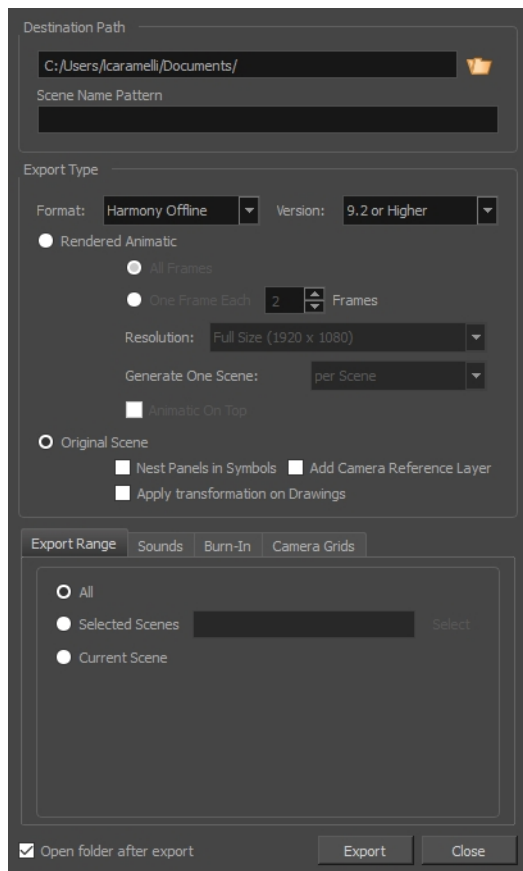 Destination Path
C:/Users/lcaramelli/Documents/
Scene Name Pattern
Export Type
Format: Harmony Offline Version: 9.2 or Higher
Rendered Animatic
All Frames
One Frame Each 2 Frames
Resolution: Full Size (1920 x 1080)
Generate One Scene: per Scene
Animatic On Top
Original Scene
Nest Panels in Symbols Add Camera Reference Layer
Apply transformation on Drawings
Export Range Sounds Burn-In Camera Grids
All
Selected Scenes Select
Current Scene
Open folder after export Export Close